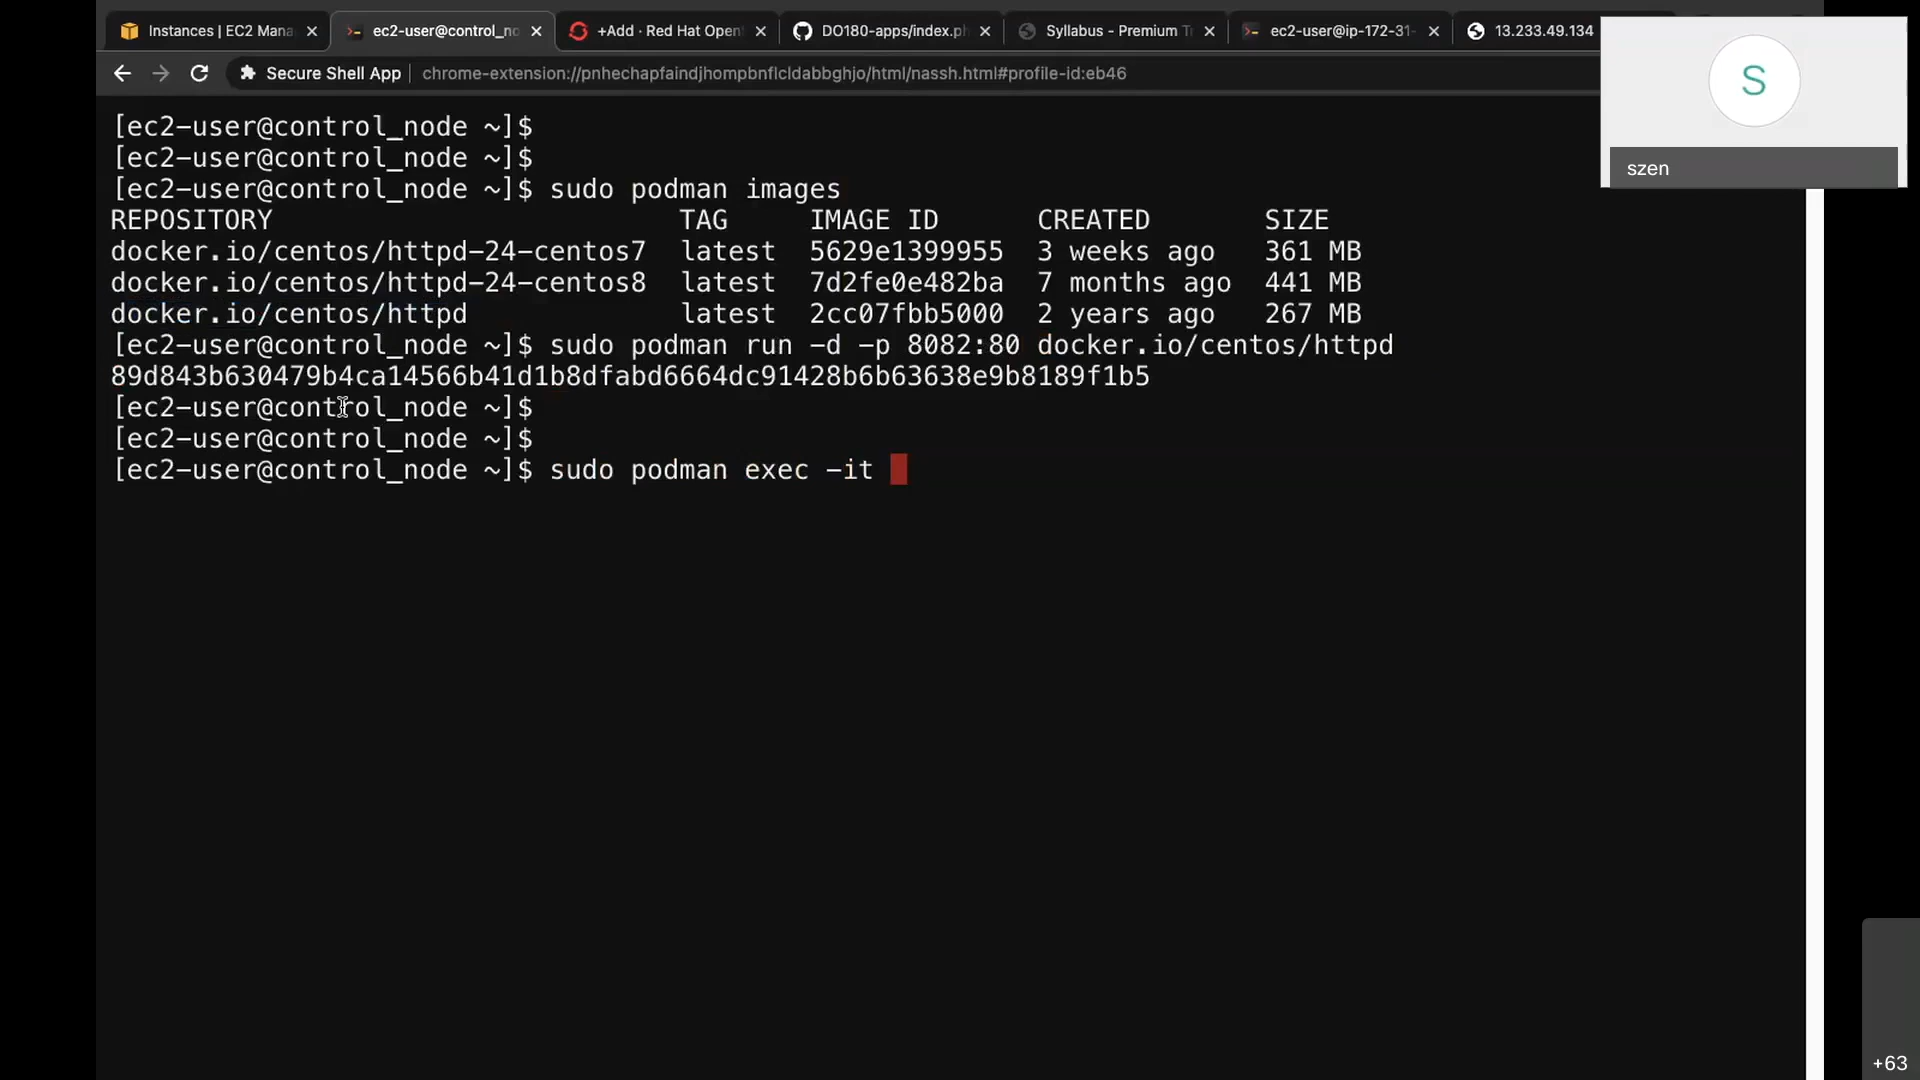 Instances | EC2 Mana
ec2-user@control_no
+Add · Red Hat Open
DO180-apps/index.ph
Syllabus - Premium T
ec2-user@ip-172-31-
13.233.49.134
Secure Shell App
chrome-extension://pnhechapfaindjhompbnflcldabbghjo/html/nassh.html#profile-id:eb46
S
szen
[ec2-user@control_node ~]$
[ec2-user@control_node ~]$
[ec2-user@control_node ~]$ sudo podman images
REPOSITORY TAG IMAGE ID CREATED SIZE
docker.io/centos/httpd-24-centos7 latest 5629e1399955 3 weeks ago 361 MB
docker.io/centos/httpd-24-centos8 latest 7d2fe0e482ba 7 months ago 441 MB
docker.io/centos/httpd latest 2cc07fbb5000 2 years ago 267 MB
[ec2-user@control_node ~]$ sudo podman run -d -p 8082:80 docker.io/centos/httpd
89d843b630479b4ca14566b41d1b8dfabd6664dc91428b6b63638e9b8189f1b5
[ec2-user@control_node ~]$
[ec2-user@control_node ~]$
[ec2-user@control_node ~]$ sudo podman exec -it
+63